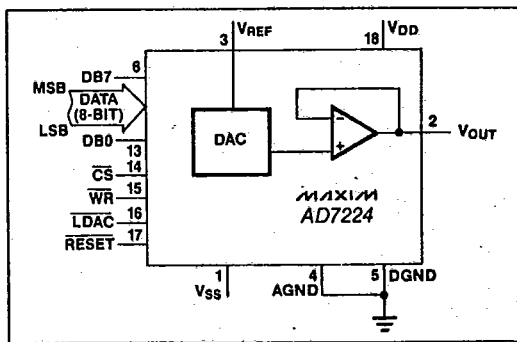 VREF
3
VDD
18
6
DB7
MSB
DATA
(8-BIT)
LSB
DB0
13
DAC
-
+
2
VOUT
14
CS
15
WR
16
LDAC
17
RESET
MAXIM
AD7224
1
VSS
4
AGND
5
DGND